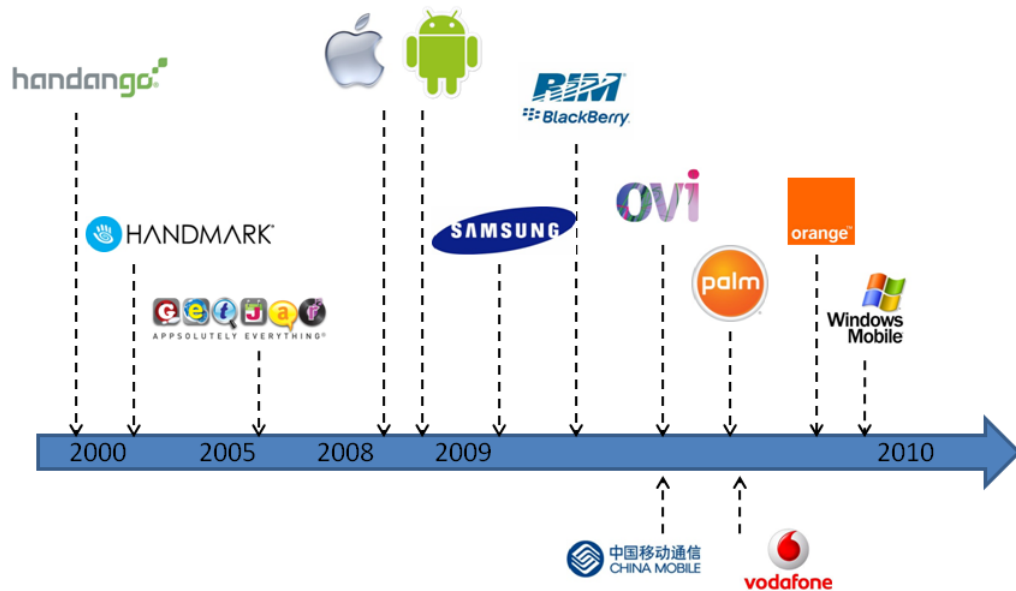 handango®
RIM®
BlackBerry®
HANDMARK®
SAMSUNG
ovi
orange™
palm
GetJar
APPSOLUTELY EVERYTHING®
Windows
Mobile
2000 2005 2008 2009 2010
中国移动通信
CHINA MOBILE
vodafone